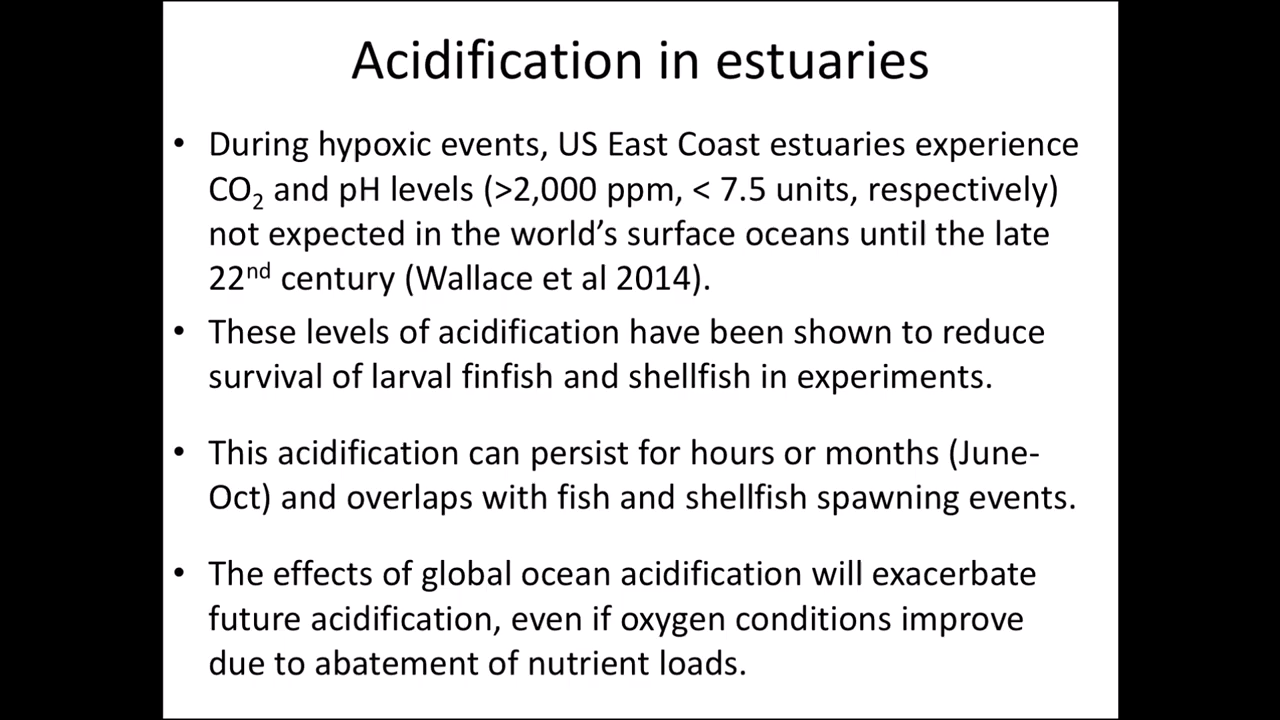 Acidification in estuaries
• During hypoxic events, US East Coast estuaries experience
CO₂ and pH levels (>2,000 ppm, < 7.5 units, respectively)
not expected in the world’s surface oceans until the late
22ⁿᵈ century (Wallace et al 2014).
• These levels of acidification have been shown to reduce
survival of larval finfish and shellfish in experiments.
• This acidification can persist for hours or months (June-
Oct) and overlaps with fish and shellfish spawning events.
• The effects of global ocean acidification will exacerbate
future acidification, even if oxygen conditions improve
due to abatement of nutrient loads.